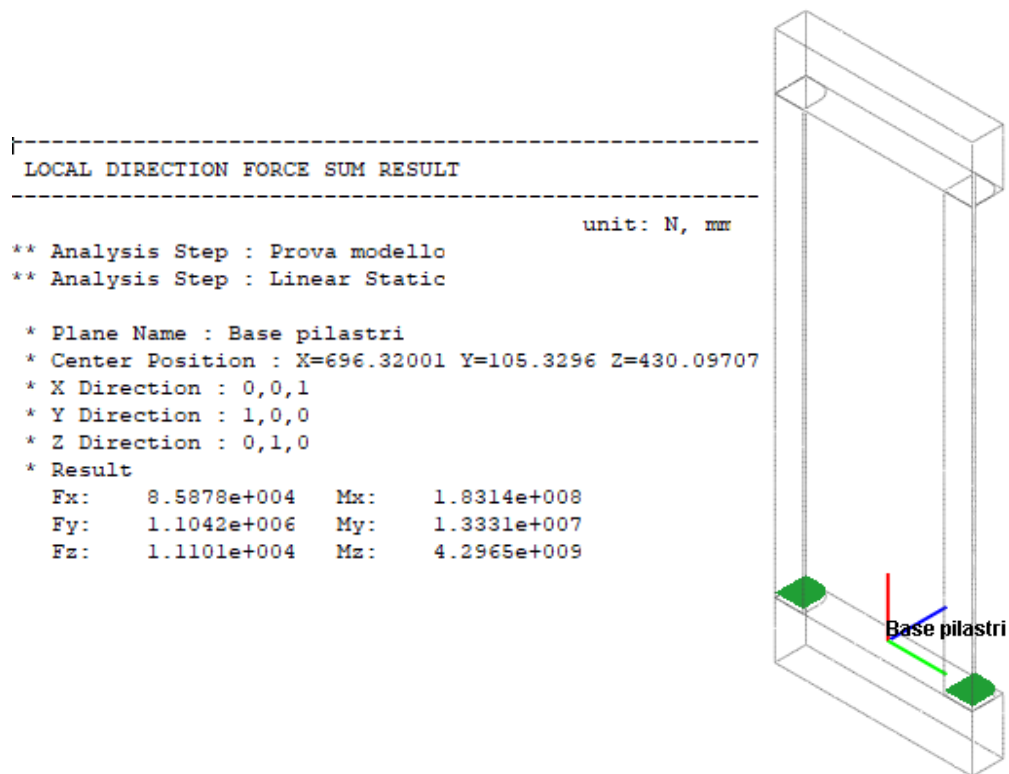 LOCAL DIRECTION FORCE SUM RESULT
unit: N, mm
** Analysis Step : Prova modello
** Analysis Step : Linear Static
* Plane Name : Base pilastri
* Center Position : X=696.32001 Y=105.3296 Z=430.09707
* X Direction : 0,0,1
* Y Direction : 1,0,0
* Z Direction : 0,1,0
* Result
Fx: 8.5878e+004 Mx: 1.8314e+008
Fy: 1.1042e+006 My: 1.3331e+007
Fz: 1.1101e+004 Mz: 4.2965e+009
Base pilastri